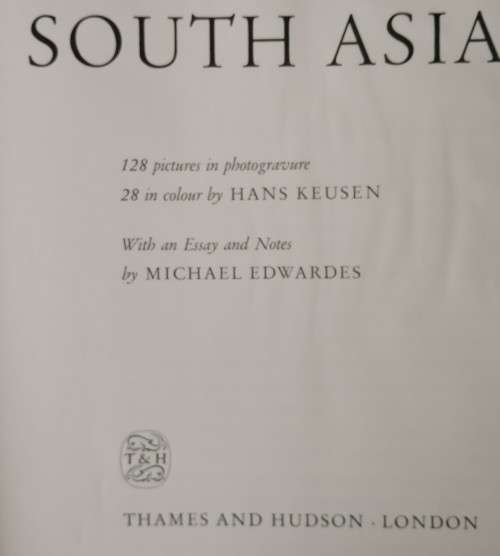 SOUTH ASIA
128 pictures in photogravure
28 in colour by HANS KEUSEN
With an Essay and Notes
by MICHAEL EDWARDES
T & H
THAMES AND HUDSON · LONDON